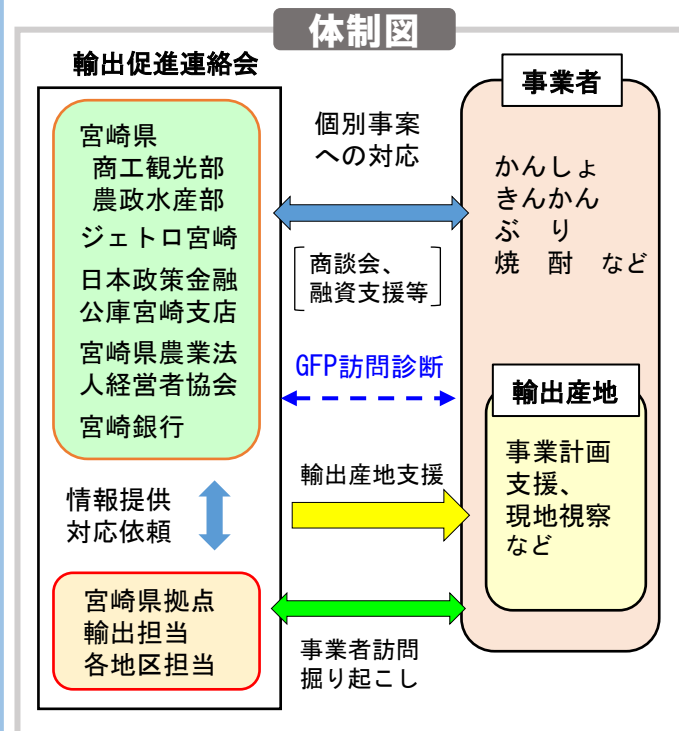 体制図
輸出促進連絡会
宮崎県
商工観光部
農政水産部
ジェトロ宮崎
日本政策金融
公庫宮崎支店
宮崎県農業法
人経営者協会
宮崎銀行
情報提供
対応依頼
宮崎県拠点
輸出担当
各地区担当
個別事案
への対応
商談会、
融資支援等
GFP訪問診断
輸出産地支援
事業者訪問
掘り起こし
事業者
かんしょ
きんかん
ぶ り
焼 酎 など
輸出産地
事業計画
支援、
現地視察
など